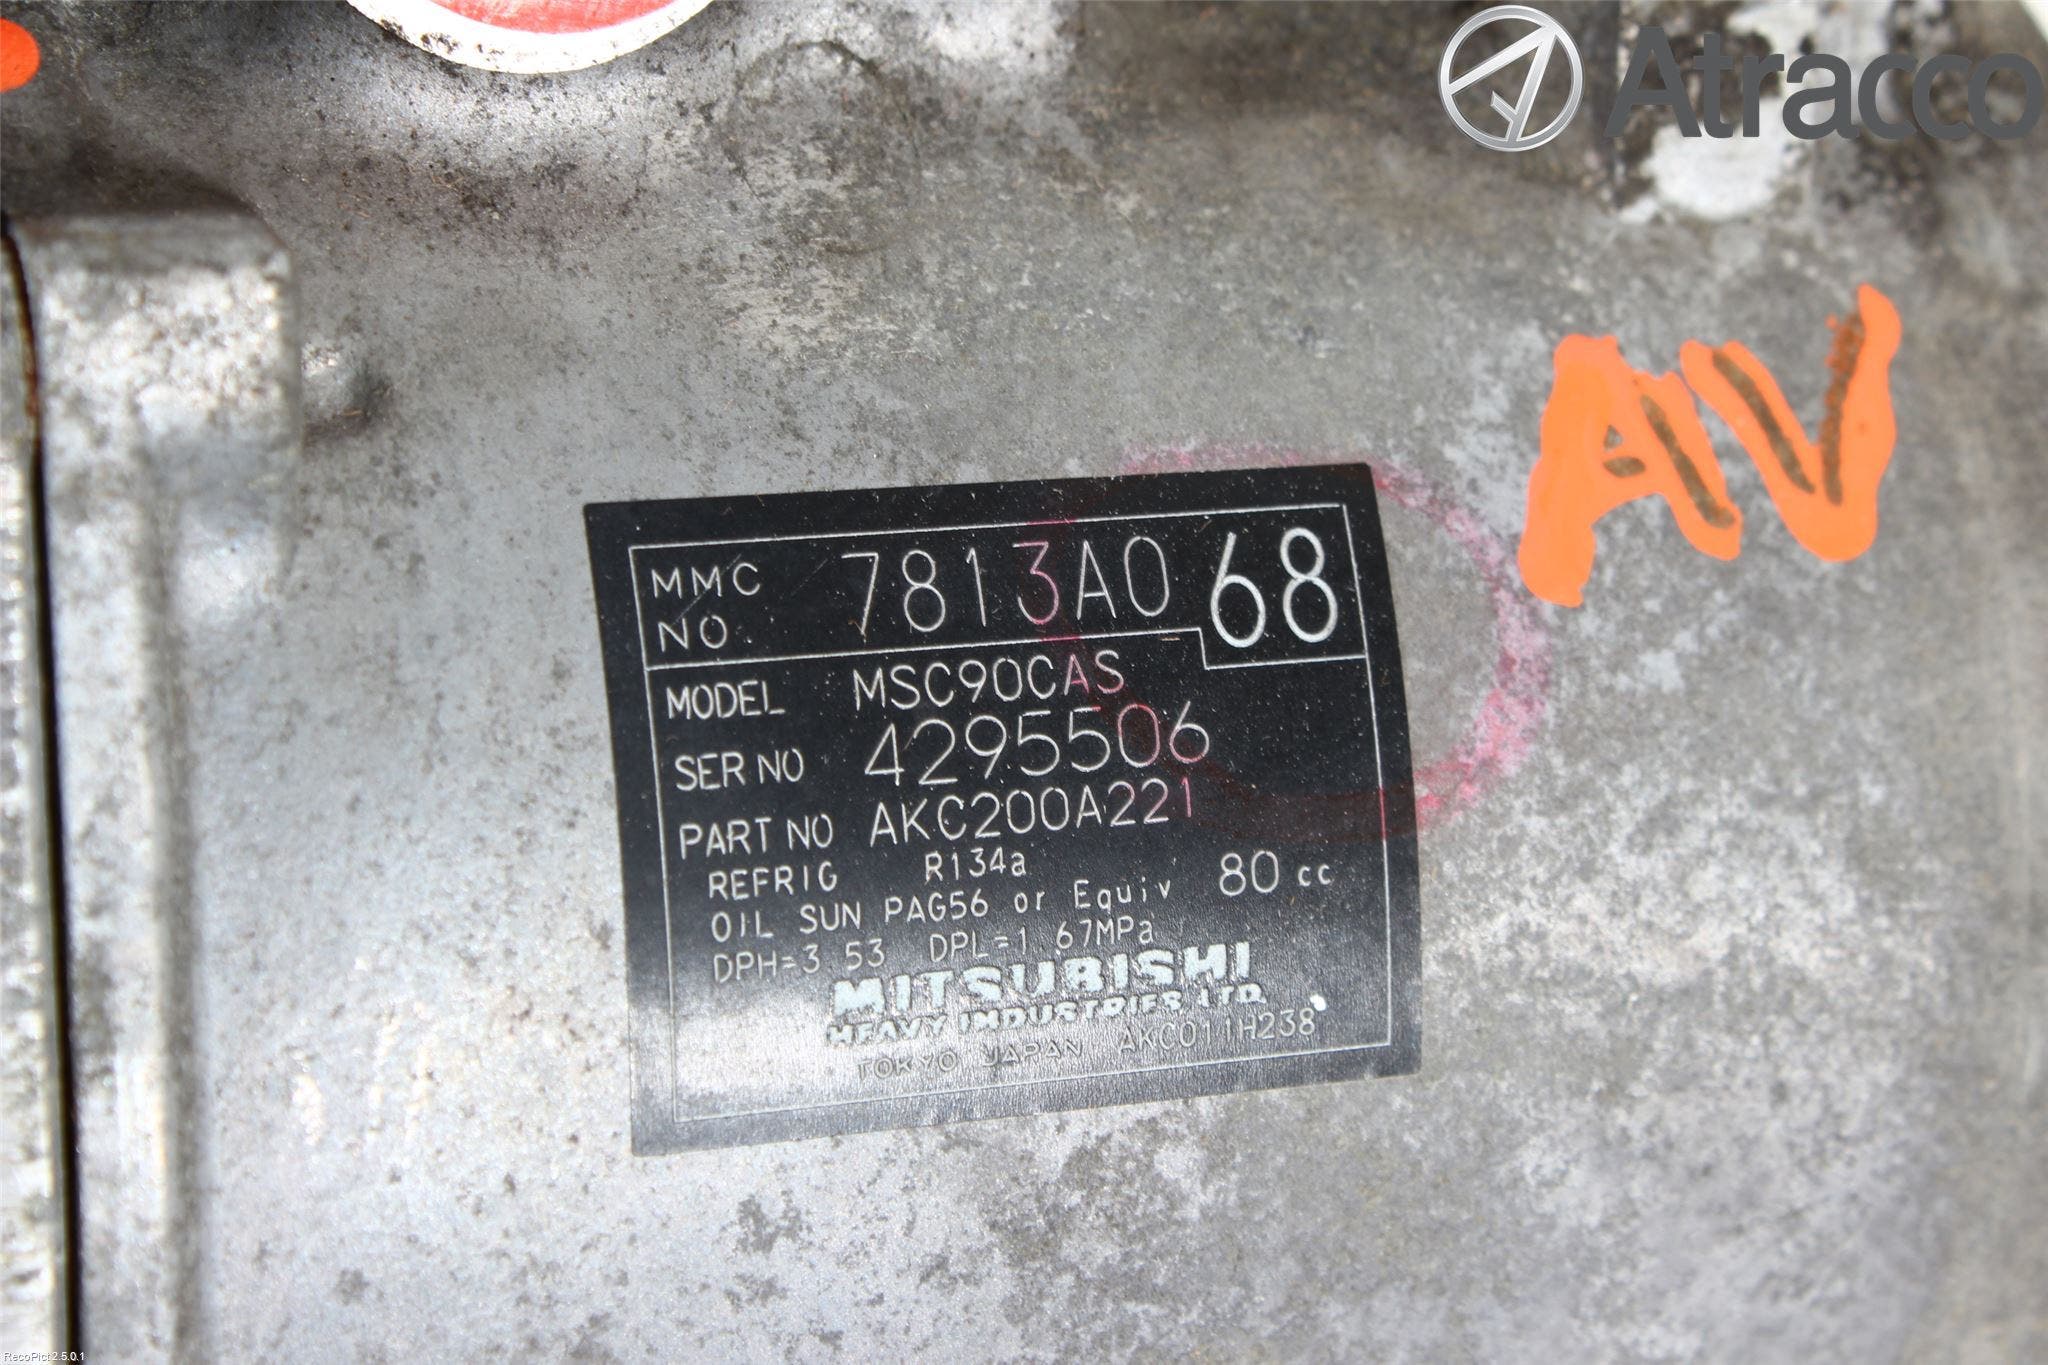 Atracco
AV
MMC NO 7813A068
MODEL MSC90CAS
SER NO 4295506
PART NO AKC200A221
REFRIG R134a
OIL SUN PAG56 or Equiv 80 cc
DPH=3.53 DPL=1.67MPa
MITSUBISHI
HEAVY INDUSTRIES, LTD.
TOKYO JAPAN AKC011H238
RecoPict 2.5.0.1